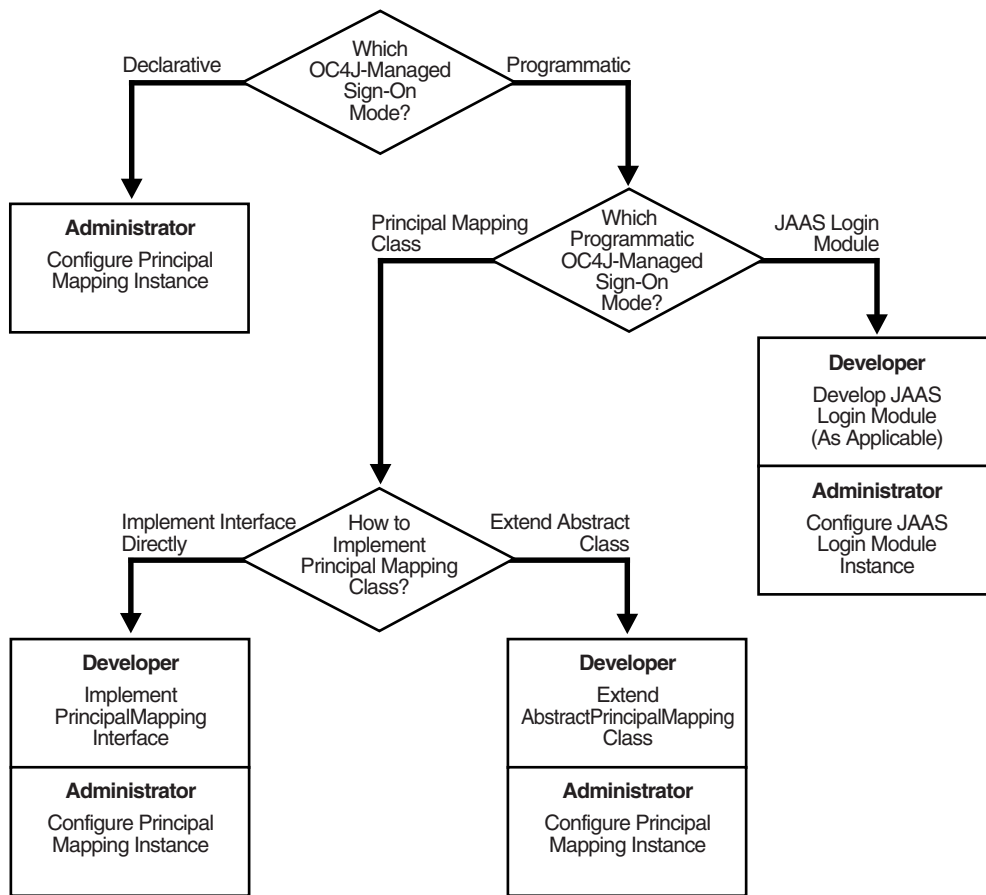 Which
OC4J-Managed
Sign-On
Mode?
Declarative
Programmatic
Administrator
Configure Principal
Mapping Instance
Principal Mapping
Class
Which
Programmatic
OC4J-Managed
Sign-On
Mode?
JAAS Login
Module
Developer
Develop JAAS
Login Module
(As Applicable)
Administrator
Configure JAAS
Login Module
Instance
Implement Interface
Directly
How to
Implement
Principal Mapping
Class?
Extend Abstract
Class
Developer
Implement
PrincipalMapping
Interface
Administrator
Configure Principal
Mapping Instance
Developer
Extend
AbstractPrincipalMapping
Class
Administrator
Configure Principal
Mapping Instance